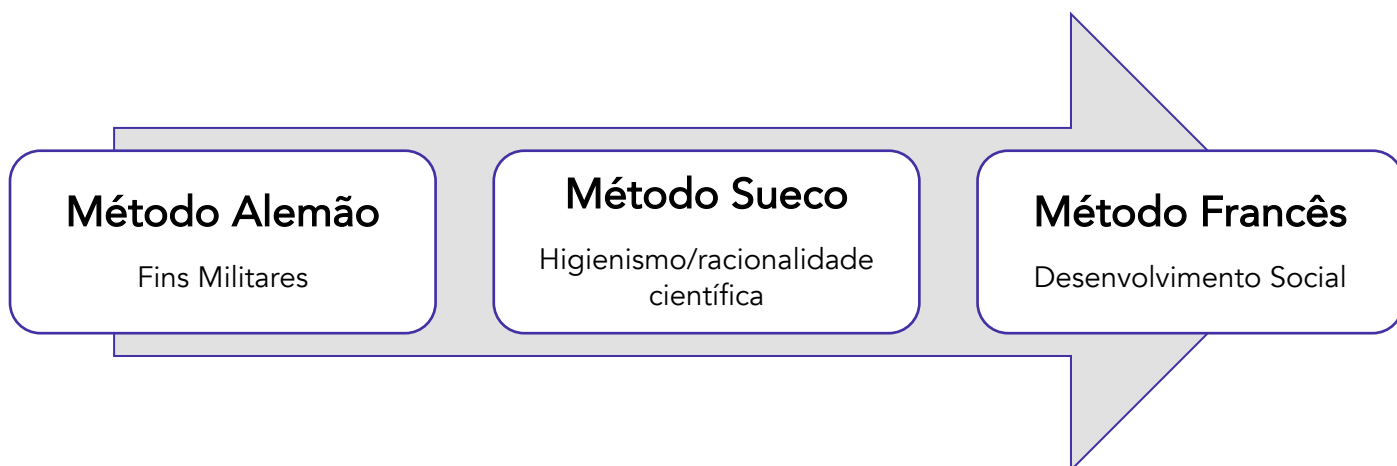 Método Alemão
Fins Militares
Método Sueco
Higienismo/racionalidade
científica
Método Francês
Desenvolvimento Social